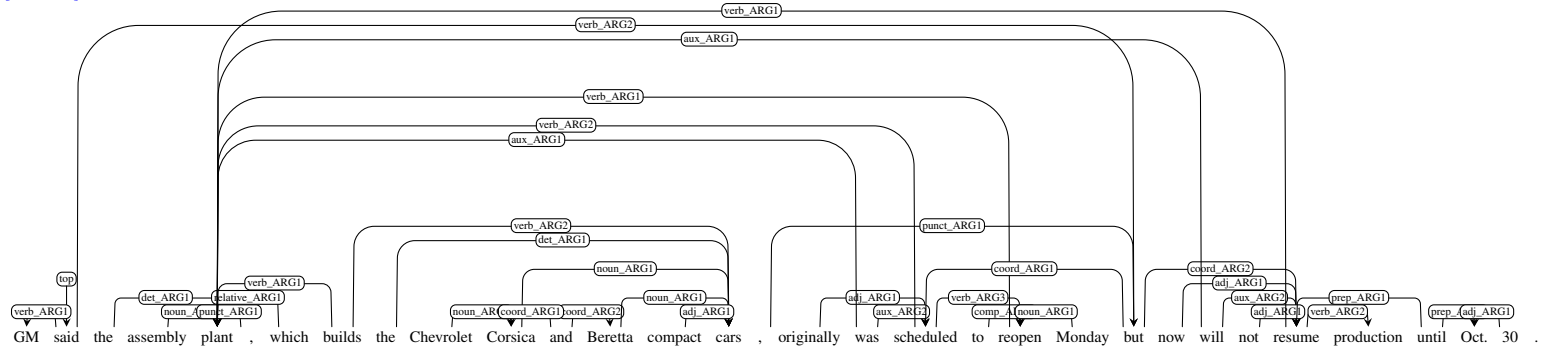 verb_ARG1
verb_ARG2
aux_ARG1
verb_ARG1
verb_ARG2
aux_ARG1
verb_ARG2 punct_ARG1
det_ARG1
noun_ARG1 coord_ARG1 coord_ARG2
top verb_ARG1 adj_ARG1
det_ARG1 relative_ARG1 noun_ARG1 adj_ARG1 verb_ARG3 aux_ARG2 prep_ARG1
verb_ARG1 punct_ARG1 coord_ARG1 coord_ARG2 adj_ARG1 aux_ARG2 noun_ARG1 adj_ARG1 verb_ARG2 adj_ARG1
GM said the assembly plant , which builds the Chevrolet Corsica and Beretta compact cars , originally was scheduled to reopen Monday but now will not resume production until Oct. 30 .